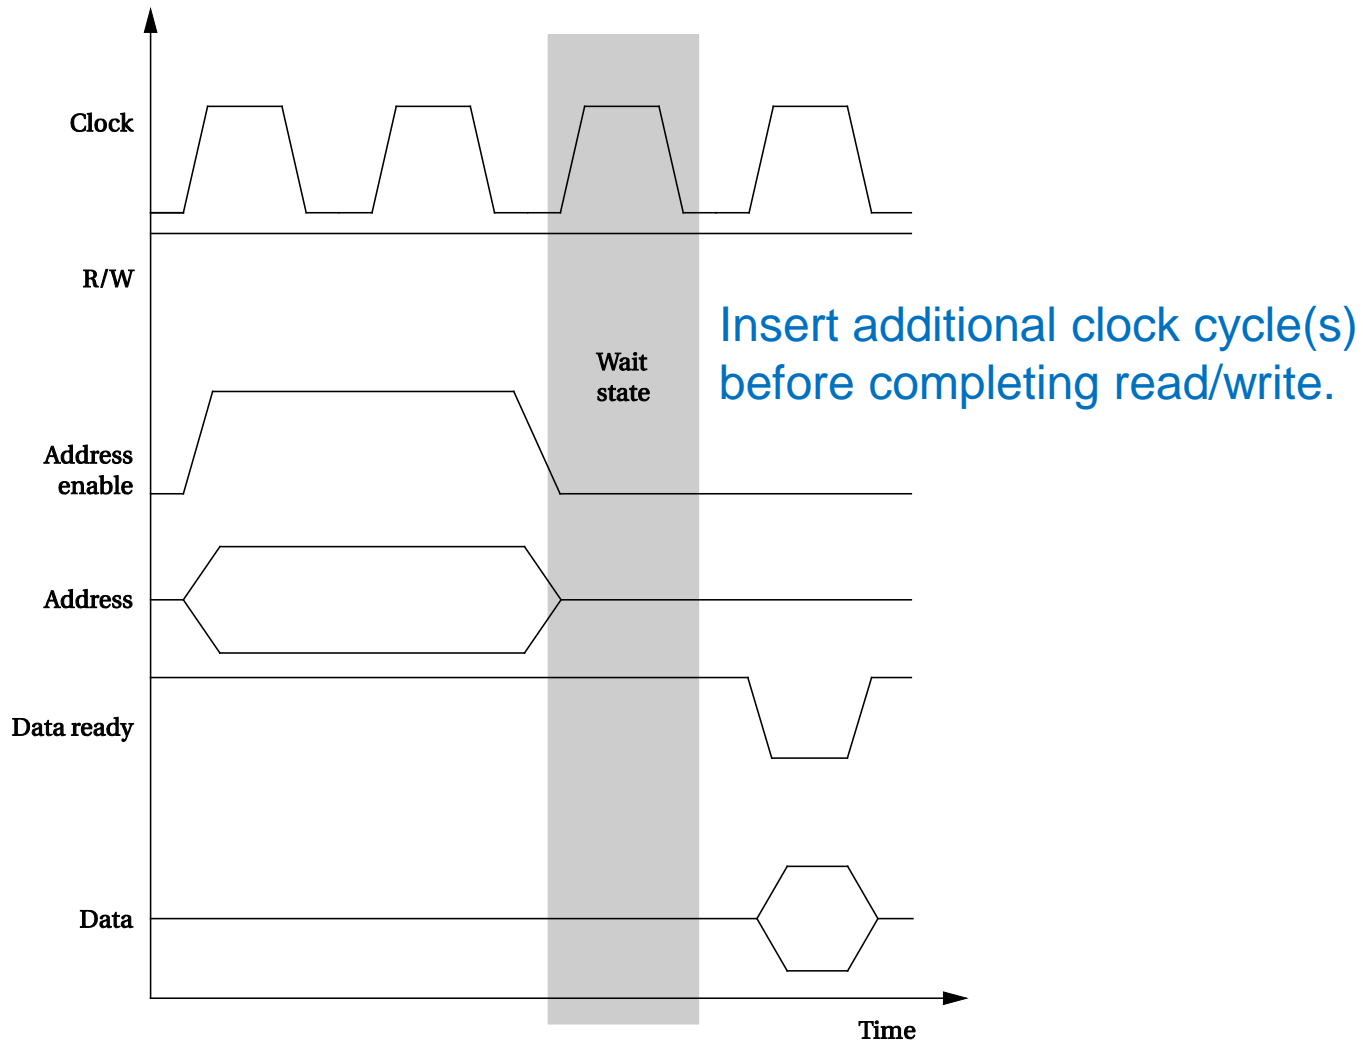 Clock
R/W
Insert additional clock cycle(s)
before completing read/write.
Wait
state
Address
enable
Address
Data ready
Data
Time